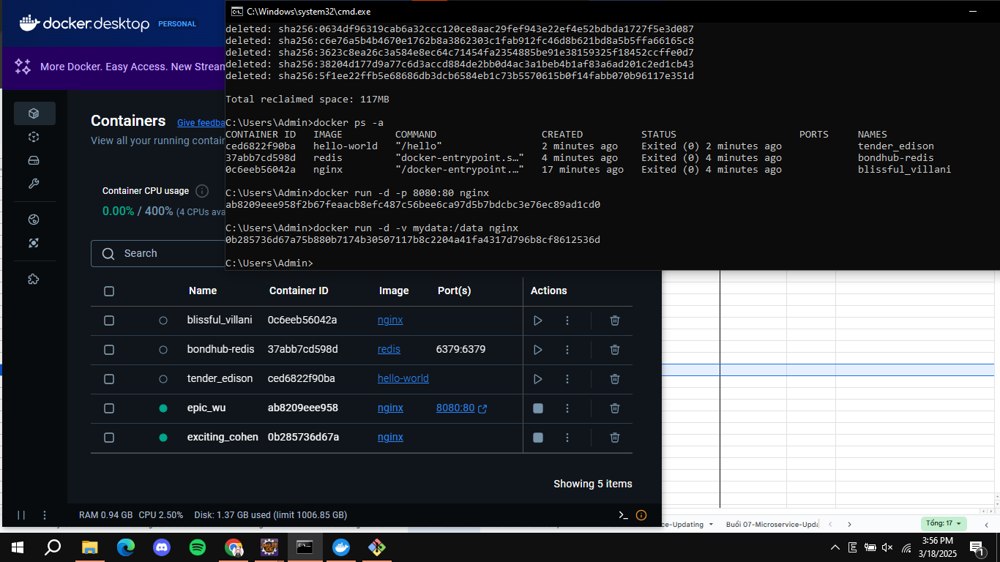 docker desktop PERSONAL
More Docker. Easy Access. New Stream
Containers Give feedba
View all your running contain
Container CPU usage
0.00% / 400% (4 CPUs ava
Search
C:\Windows\system32\cmd.exe
deleted: sha256:0634df96319cab6a32ccc120ce8aac29fef943e22ef4e52bdbda1727f5e3d087
deleted: sha256:c6e76a5b4b4670e1762b8a3862303c1fab912fc46d8b621bd8a5b5ffa66165c8
deleted: sha256:3623c8ea26c3a584e8ec64c71454fa2354885be91e38159325f18452ccffe0d7
deleted: sha256:38204d177d9a77c6d3accd884de2bb0d4ac3a1beb4b1af83a6ad201c2ed1cb43
deleted: sha256:5f1ee22ffb5e68686db3dcb6584eb1c73b5570615b0f14fabb070b96117e351d
Total reclaimed space: 117MB
C:\Users\Admin>docker ps -a
CONTAINER ID IMAGE COMMAND CREATED STATUS PORTS NAMES
ced6822f90ba hello-world "/hello" 2 minutes ago Exited (0) 2 minutes ago tender_edison
37abb7cd598d redis "docker-entrypoint.s…" 4 minutes ago Exited (0) 4 minutes ago bondhub-redis
0c6eeb56042a nginx "/docker-entrypoint.…" 17 minutes ago Exited (0) 4 minutes ago blissful_villani
C:\Users\Admin>docker run -d -p 8080:80 nginx
ab8209eee958f2b67feaacb8efc487c56bee6ca97d5b7bdcbc3e76ec89ad1cd0
C:\Users\Admin>docker run -d -v mydata:/data nginx
0b285736d67a75b880b7174b30507117b8c2204a41fa4317d796b8cf8612536d
C:\Users\Admin>
Name Container ID Image Port(s) Actions
blissful_villani 0c6eeb56042a nginx
bondhub-redis 37abb7cd598d redis 6379:6379
tender_edison ced6822f90ba hello-world
epic_wu ab8209eee958 nginx 8080:80
exciting_cohen 0b285736d67a nginx
Showing 5 items
RAM 0.94 GB CPU 2.50% Disk: 1.37 GB used (limit 1006.85 GB)
ce-Updating Buổi 07-Microservice-Upda Tổng: 17
3:56 PM
3/18/2025
1